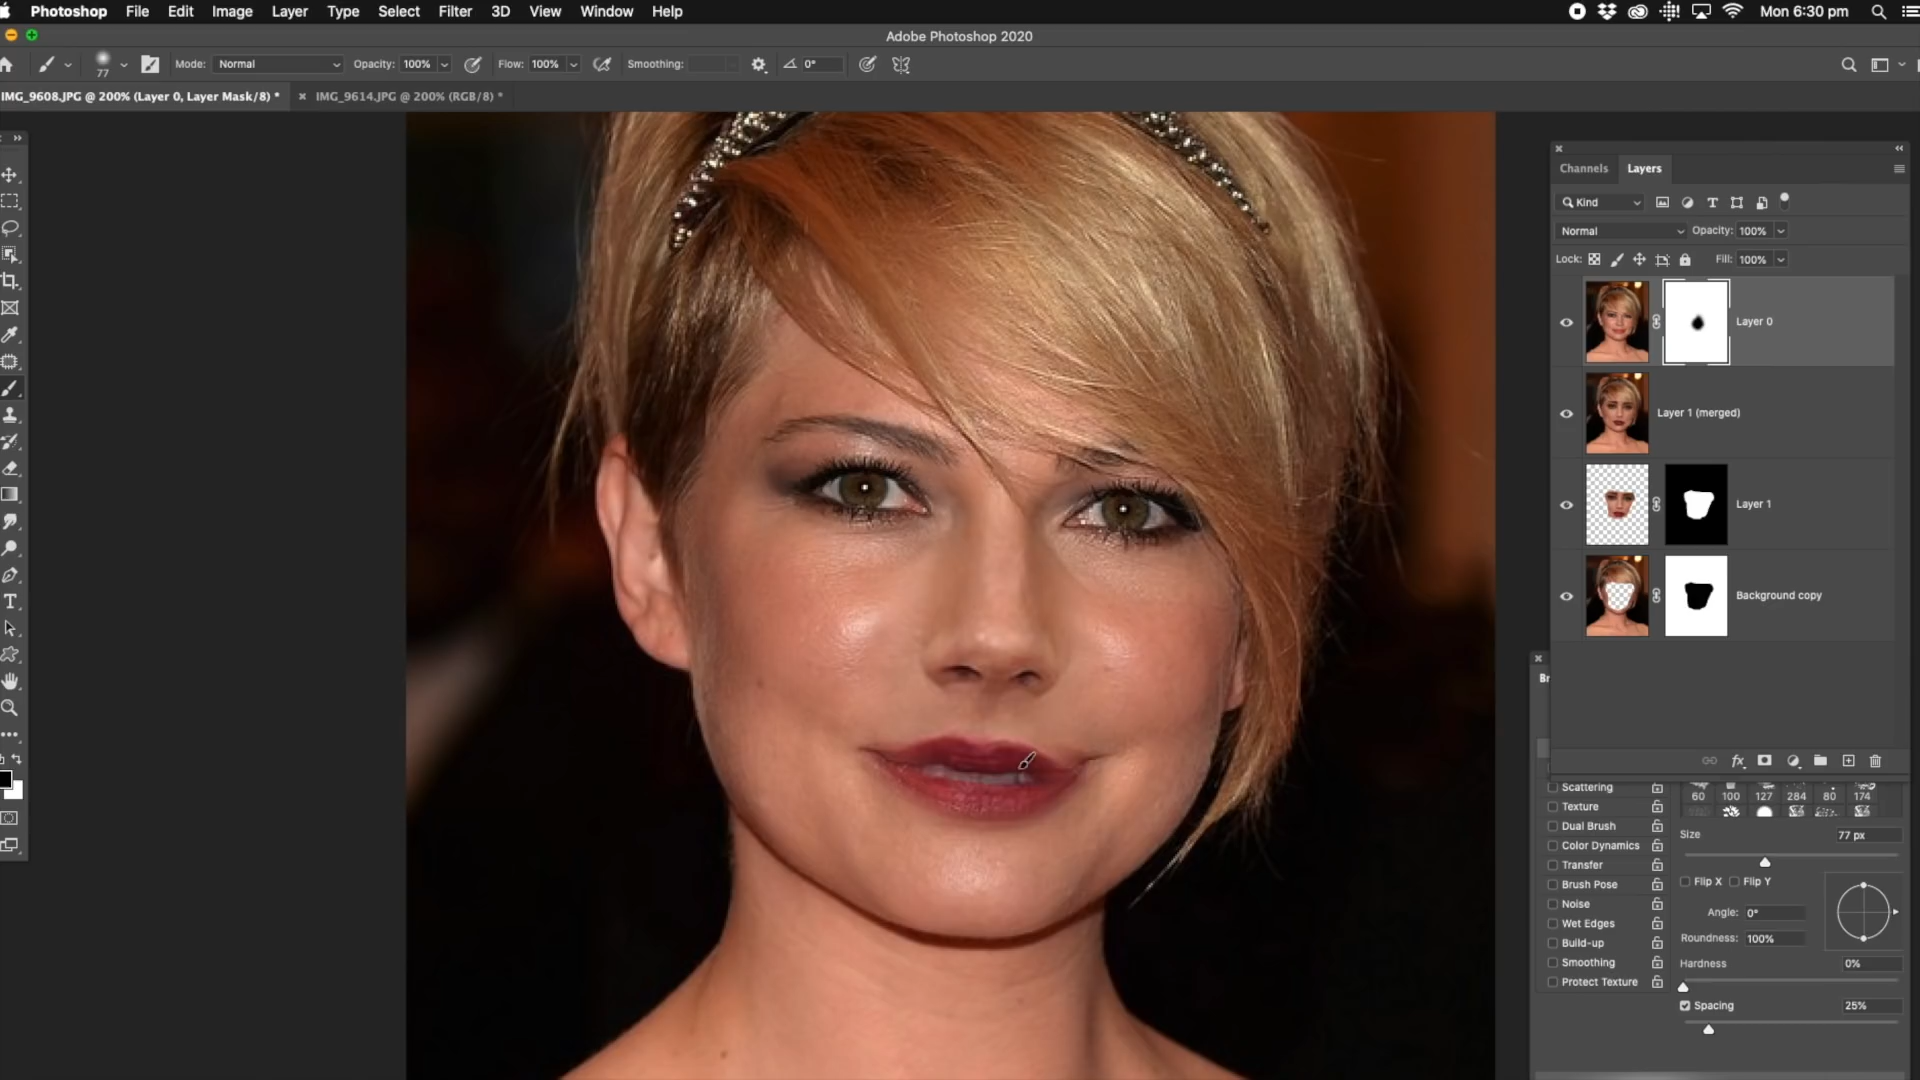 Photoshop File Edit Image Layer Type Select Filter 3D View Window Help Mon 6:30 pm
Adobe Photoshop 2020
77 Mode: Normal Opacity: 100% Flow: 100% Smoothing: 0°
IMG_9608.JPG @ 200% (Layer 0, Layer Mask/8) * IMG_9614.JPG @ 200% (RGB/8) *
Channels Layers
Kind
Normal Opacity: 100%
Lock: Fill: 100%
Layer 0
Layer 1 (merged)
Layer 1
Background copy
Br
fx
60 100 127 284 80 174
Scattering
Texture
Dual Brush
Color Dynamics
Transfer
Brush Pose
Noise
Wet Edges
Build-up
Smoothing
Protect Texture
Size 77 px
Flip X Flip Y
Angle: 0°
Roundness: 100%
Hardness 0%
Spacing 25%